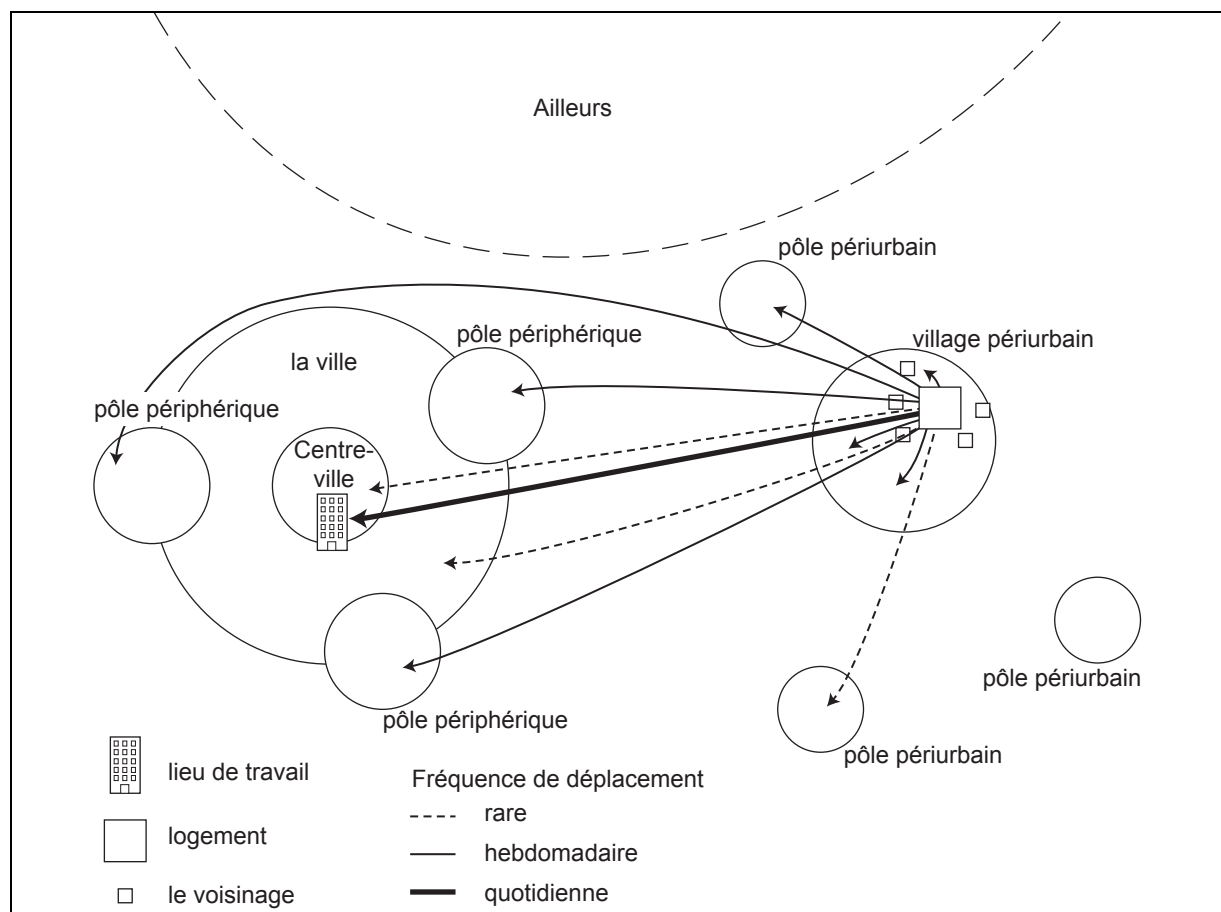 Ailleurs
pôle périurbain
village périurbain
pôle périphérique
la ville
pôle périphérique
Centre-
ville
pôle périurbain
pôle périphérique
pôle périurbain
lieu de travail
logement
le voisinage
Fréquence de déplacement
rare
hebdomadaire
quotidienne